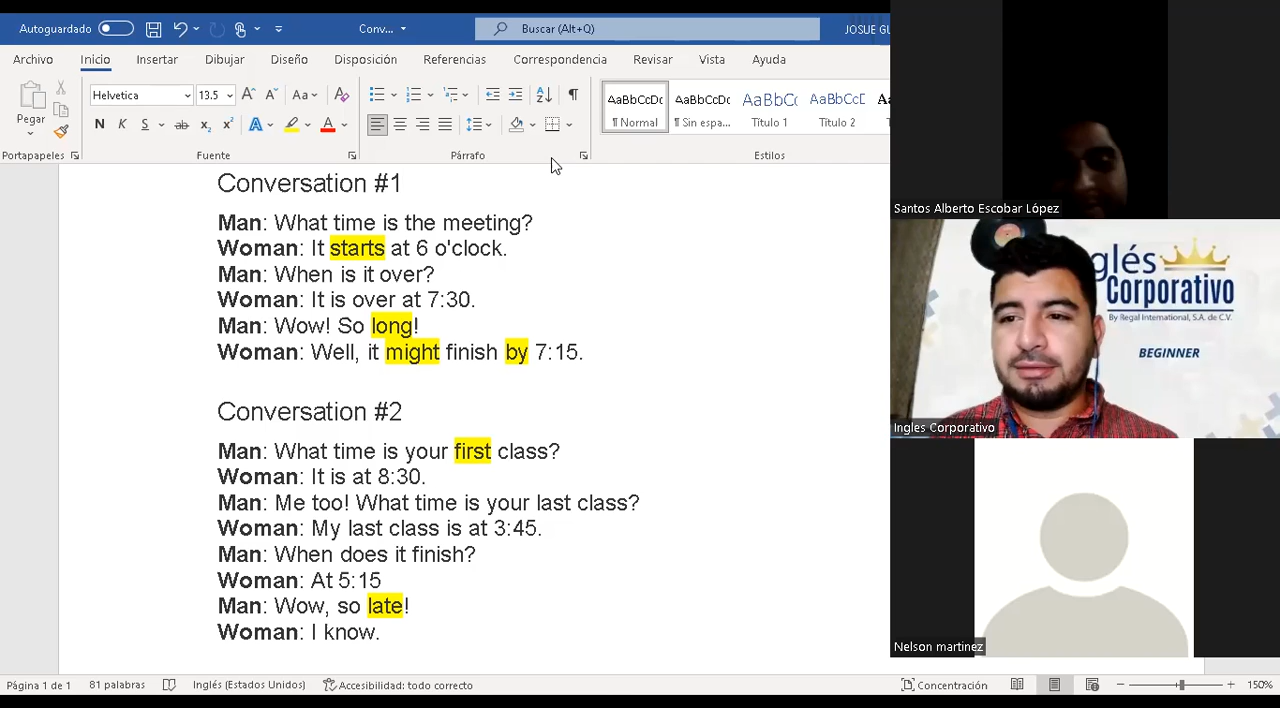 Autoguardado
Conv...
Buscar (Alt+Q)
JOSUE GU
Archivo Inicio Insertar Dibujar Diseño Disposición Referencias Correspondencia Revisar Vista Ayuda
Pegar
Helvetica 13.5
N K S ab
AaBbCcDc AaBbCcDc AaBbCc AaBbCcD
¶ Normal ¶ Sin espa... Título 1 Título 2
Portapapeles Fuente Párrafo Estilos
Conversation #1
Man: What time is the meeting?
Woman: It starts at 6 o'clock.
Man: When is it over?
Woman: It is over at 7:30.
Man: Wow! So long!
Woman: Well, it might finish by 7:15.
Conversation #2
Man: What time is your first class?
Woman: It is at 8:30.
Man: Me too! What time is your last class?
Woman: My last class is at 3:45.
Man: When does it finish?
Woman: At 5:15
Man: Wow, so late!
Woman: I know.
Página 1 de 1 81 palabras Inglés (Estados Unidos) Accesibilidad: todo correcto Concentración 150%
Santos Alberto Escobar López
glés
Corporativo
By Regal International, S.A. de C.V.
BEGINNER
Ingles Corporativo
Nelson martinez